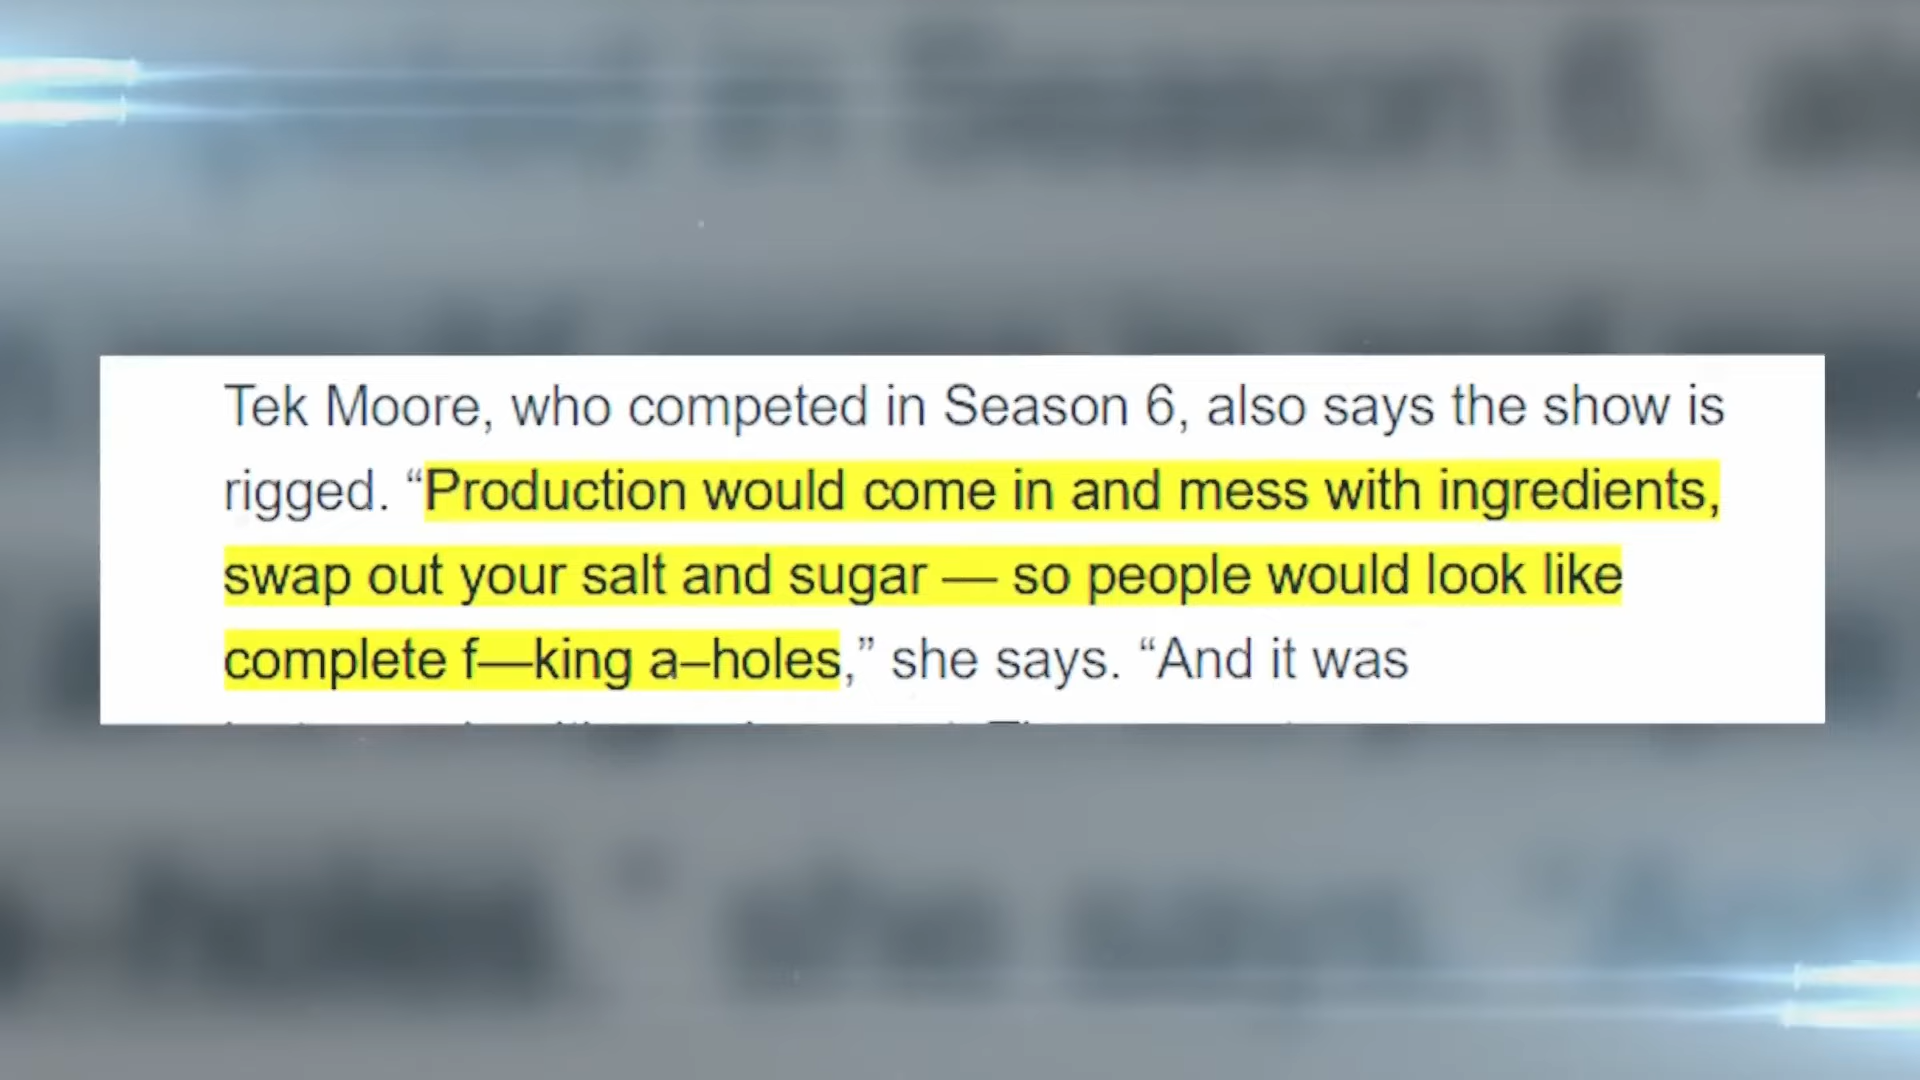 Tek Moore, who competed in Season 6, also says the show is
rigged. “Production would come in and mess with ingredients,
swap out your salt and sugar — so people would look like
complete f—king a–holes,” she says. “And it was